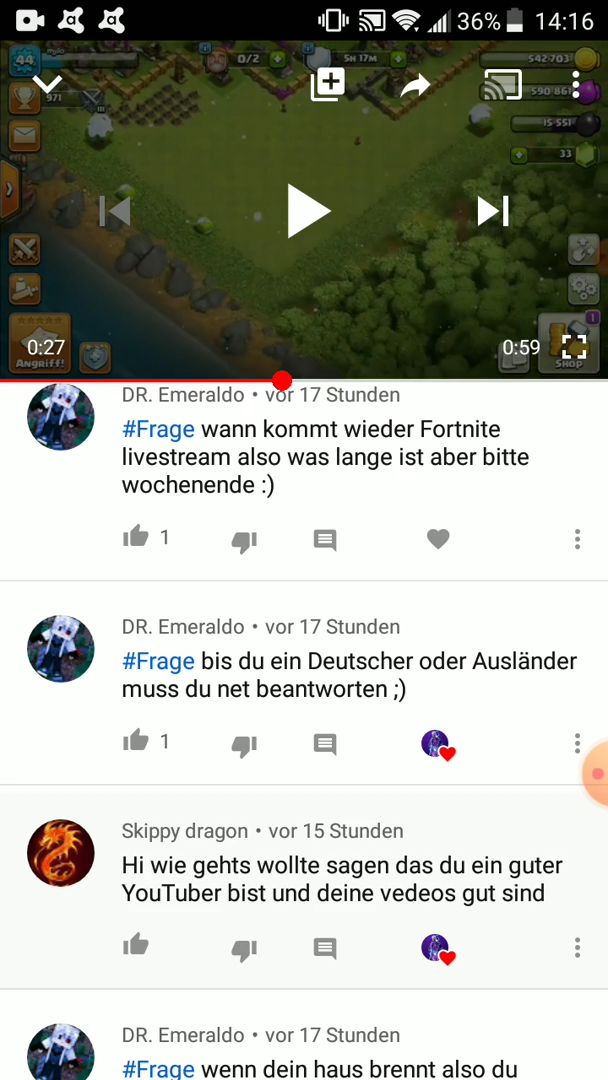 36% 14:16
44 mylo 0/2 5H 17M 542 703
971 590 861
15 551
33
0:27 0:59
Angriff! 1 SHOP
DR. Emeraldo • vor 17 Stunden
#Frage wann kommt wieder Fortnite
livestream also was lange ist aber bitte
wochenende :)
1
DR. Emeraldo • vor 17 Stunden
#Frage bis du ein Deutscher oder Ausländer
muss du net beantworten ;)
1
Skippy dragon • vor 15 Stunden
Hi wie gehts wollte sagen das du ein guter
YouTuber bist und deine vedeos gut sind
DR. Emeraldo • vor 17 Stunden
#Frage wenn dein haus brennt also du